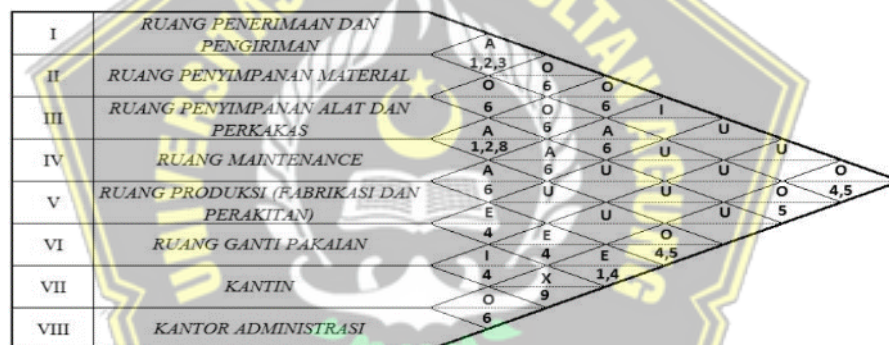 I RUANG PENERIMAAN DAN
PENGIRIMAN
A
1,2,3
II RUANG PENYIMPANAN MATERIAL
O
6
O
6
O
6
III RUANG PENYIMPANAN ALAT DAN
PERKAKAS
O
6
I
A
1,2,8
A
6
U
IV RUANG MAINTENANCE
A
6
U
U
A
6
U
U
O
4,5
V RUANG PRODUKSI (FABRIKASI DAN
PERAKITAN)
U
U
O
5
E
4
U
U
VI RUANG GANTI PAKAIAN
E
4
O
4,5
I
4
E
1,4
VII KANTIN
X
9
O
6
VIII KANTOR ADMINISTRASI
UNIVERSITAS
AGUNG